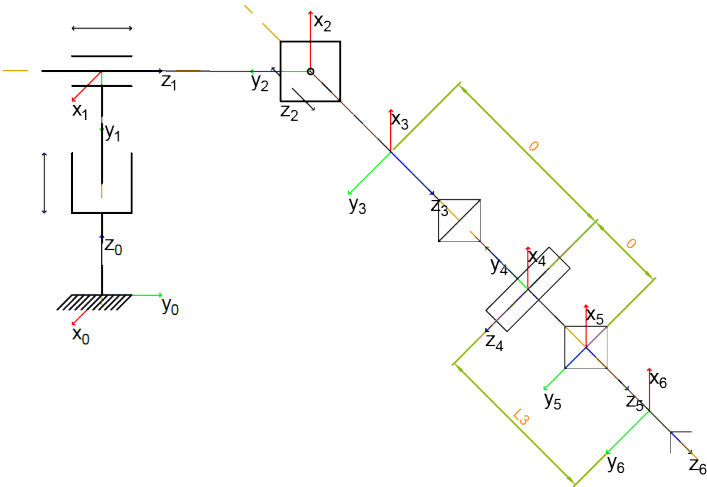 x₂
z₁
y₂
x₁
z₂
y₁
x₃
0
y₃
z₃
z₀
0
y₄
x₄
y₀
x₀
x₅
z₄
x₆
y₅
z₅
L3
y₆
z₆